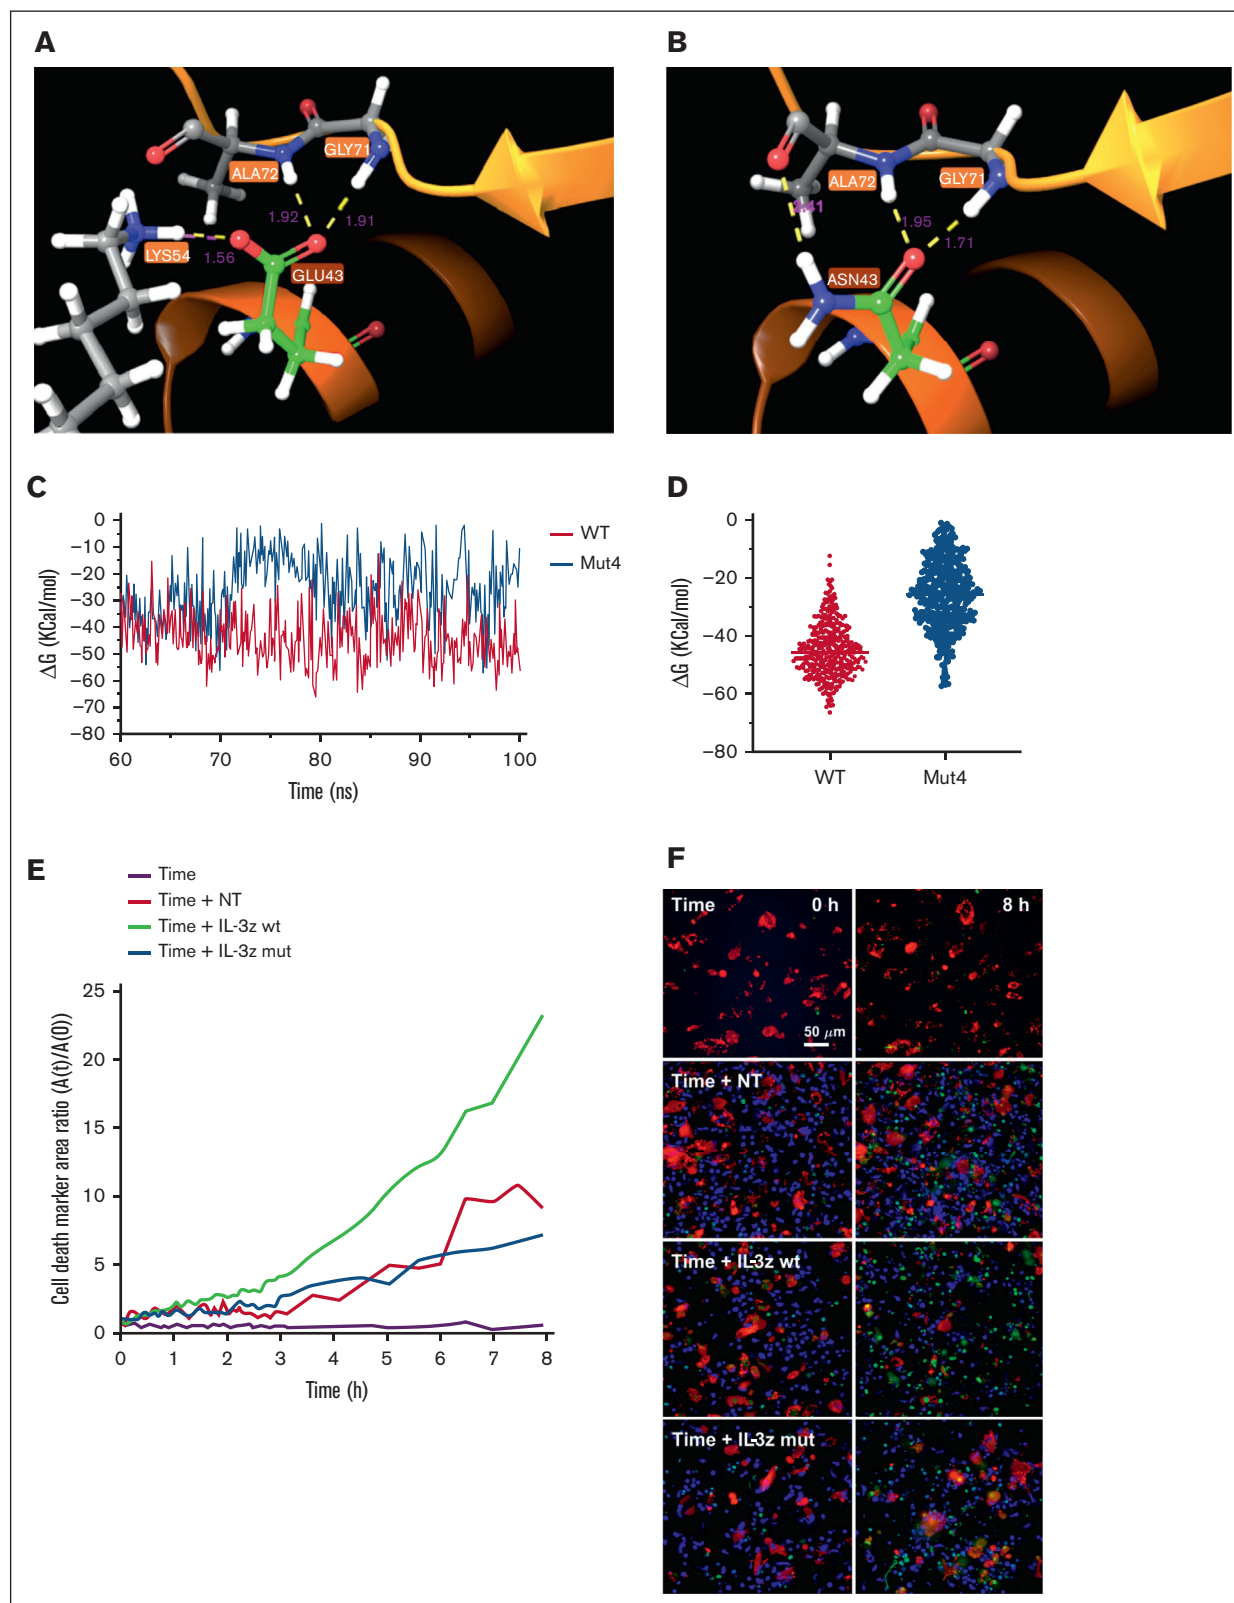 A
B
ALA72
GLY71
1.92
1.91
LYS54
1.56
GLU43
ALA72
GLY71
1.95
1.71
ASN43
C
0
−10
−20
−30
−40
−50
−60
−70
−80
ΔG (KCal/mol)
60
70
80
90
100
Time (ns)
WT
Mut4
D
0
−20
−40
−60
−80
ΔG (KCal/mol)
WT
Mut4
E
Time
Time + NT
Time + IL-3z wt
Time + IL-3z mut
25
20
15
10
5
0
Cell death marker area ratio (A(t)/A(0))
0
1
2
3
4
5
6
7
8
Time (h)
F
Time 0 h
8 h
50 μm
Time + NT
Time + IL-3z wt
Time + IL-3z mut